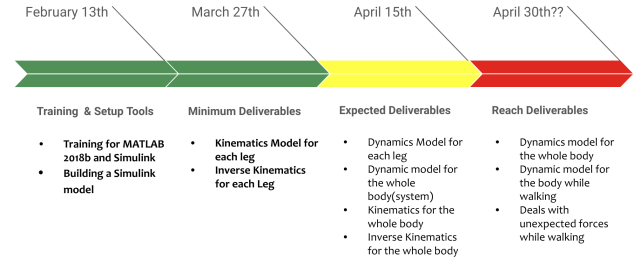 February 13th
March 27th
April 15th
April 30th??
Training & Setup Tools
• Training for MATLAB
2018b and Simulink
• Building a Simulink
model
Minimum Deliverables
• Kinematics Model for
each leg
• Inverse Kinematics
for each Leg
Expected Deliverables
• Dynamics Model for
each leg
• Dynamic model for
the whole
body(system)
• Kinematics for the
whole body
• Inverse Kinematics
for the whole body
Reach Deliverables
• Dynamics model for
the whole body
• Dynamic model for
the body while
walking
• Deals with
unexpected forces
while walking